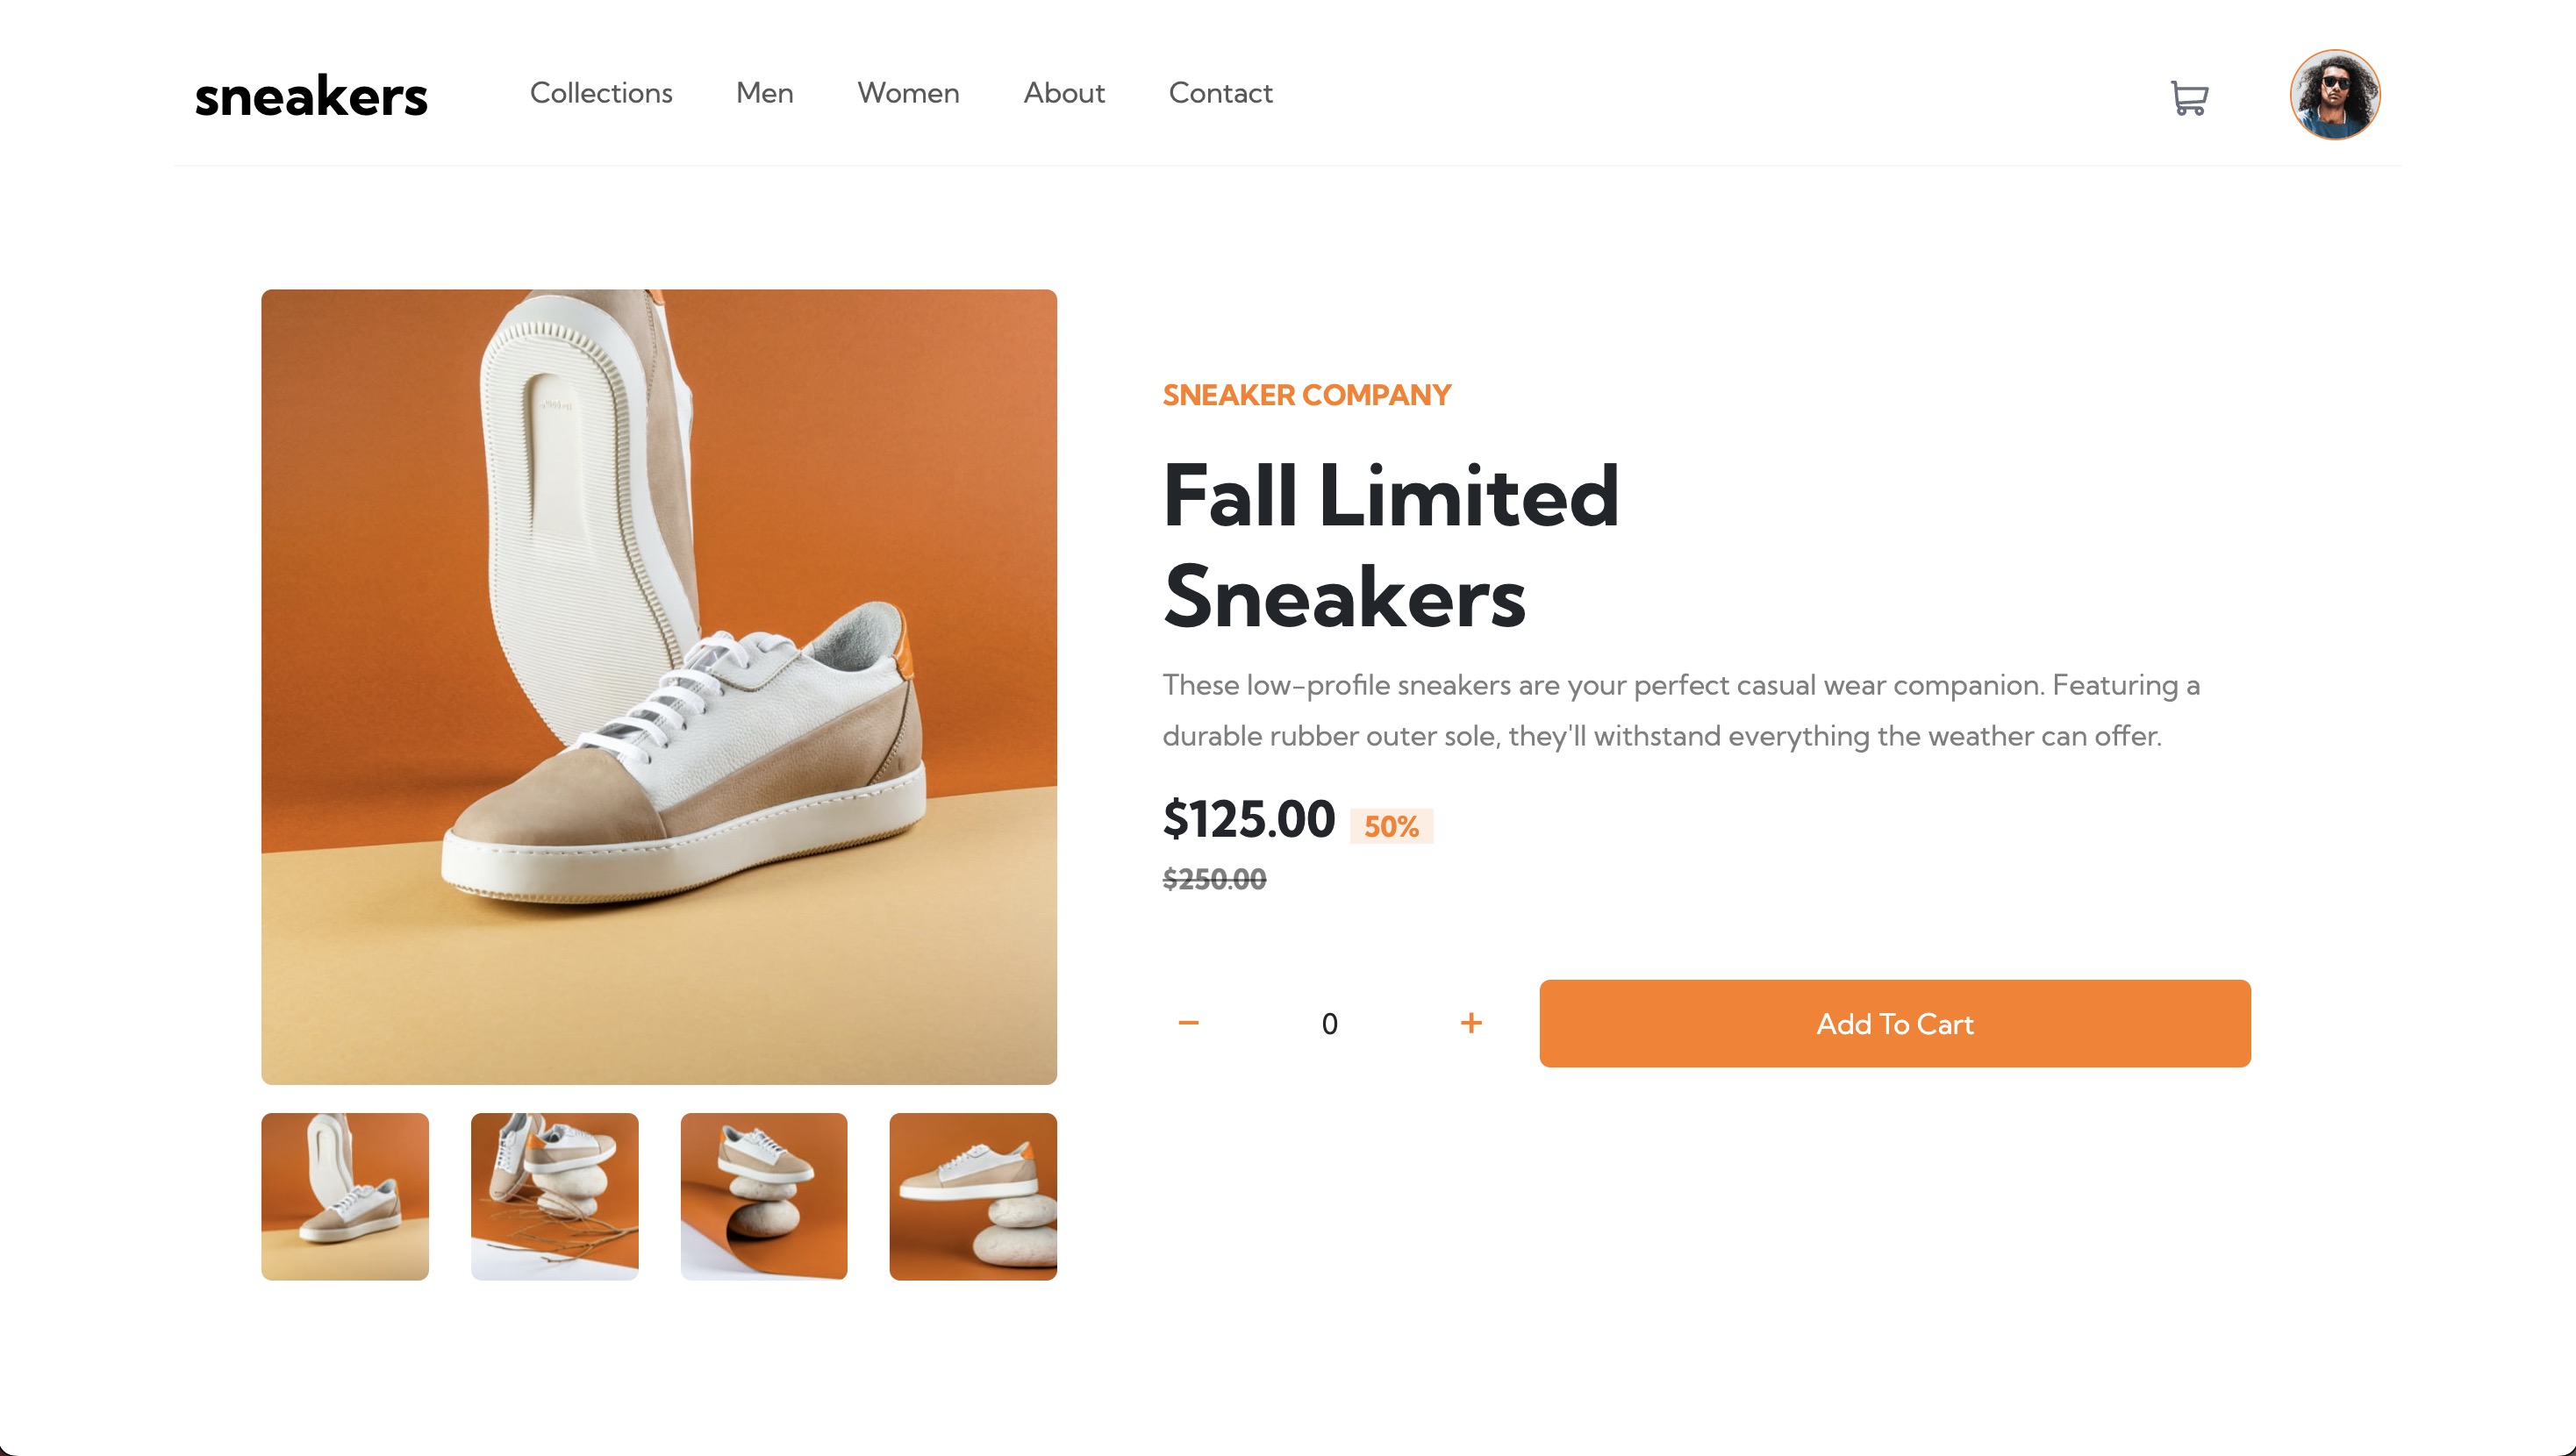 sneakers
Collections Men Women About Contact
SNEAKER COMPANY
Fall Limited
Sneakers
These low-profile sneakers are your perfect casual wear companion. Featuring a
durable rubber outer sole, they'll withstand everything the weather can offer.
$125.00 50%
$250.00
− 0 + Add To Cart